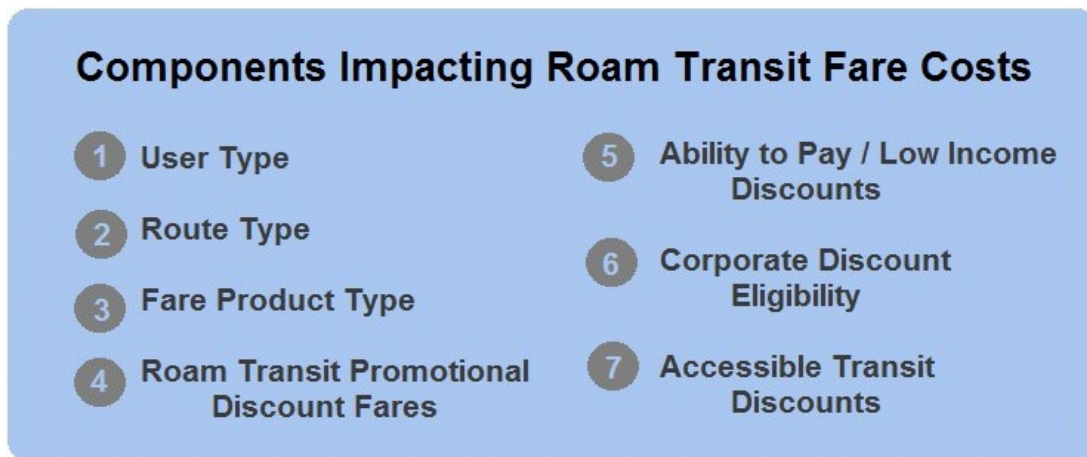 Components Impacting Roam Transit Fare Costs
1 User Type
2 Route Type
3 Fare Product Type
4 Roam Transit Promotional
Discount Fares
5 Ability to Pay / Low Income
Discounts
6 Corporate Discount
Eligibility
7 Accessible Transit
Discounts